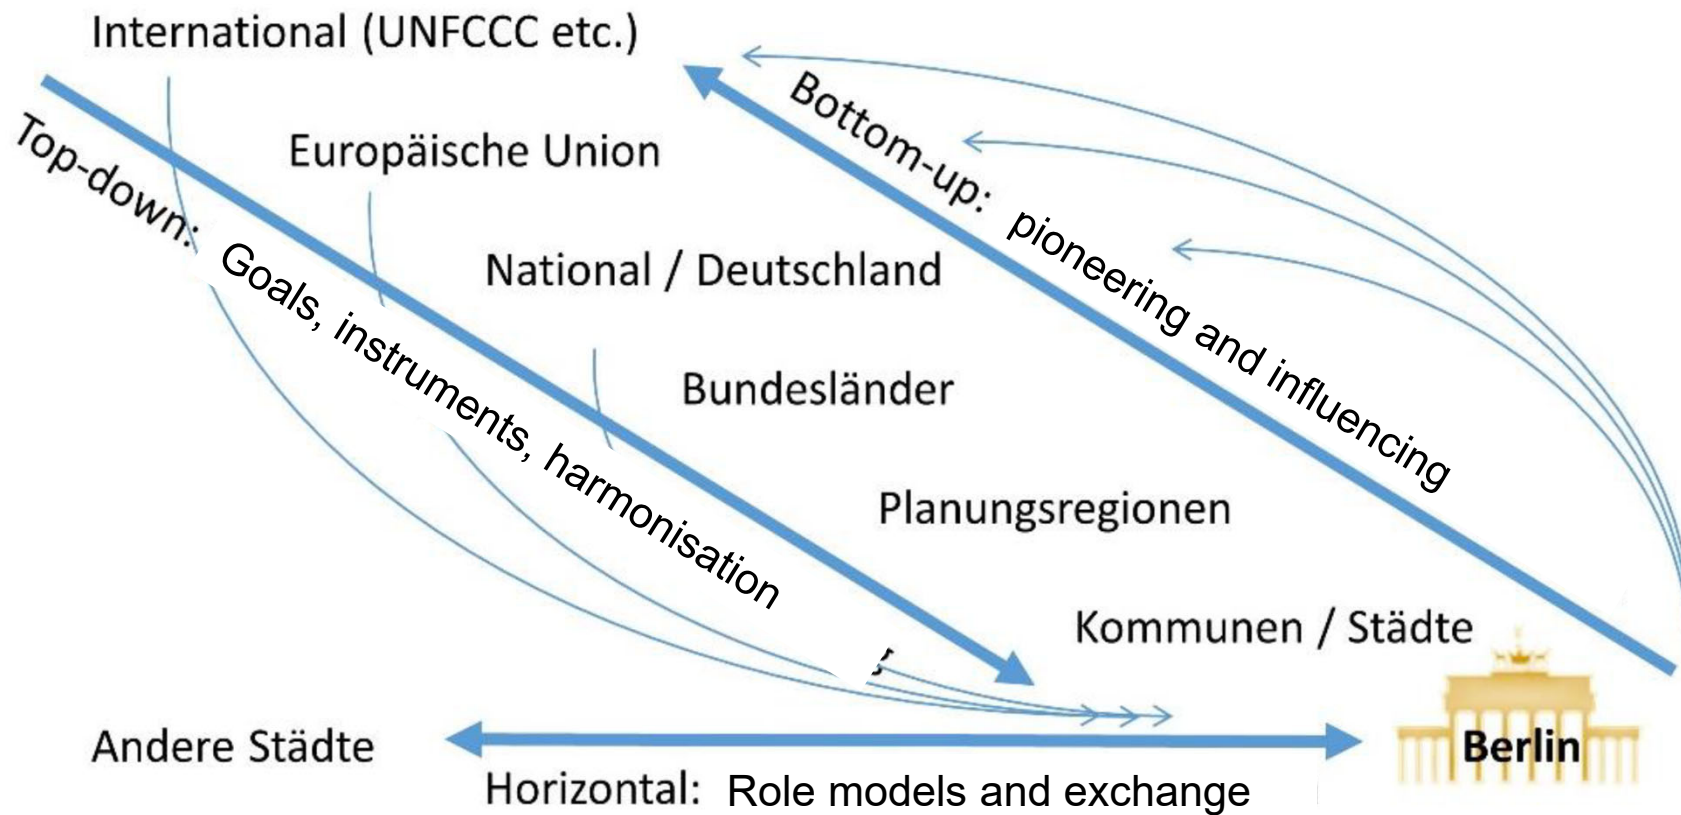 International (UNFCCC etc.)
Top-down: Goals, instruments, harmonisation
Europäische Union
Bottom-up: pioneering and influencing
National / Deutschland
Bundesländer
Planungsregionen
Kommunen / Städte
Andere Städte
Berlin
Horizontal: Role models and exchange